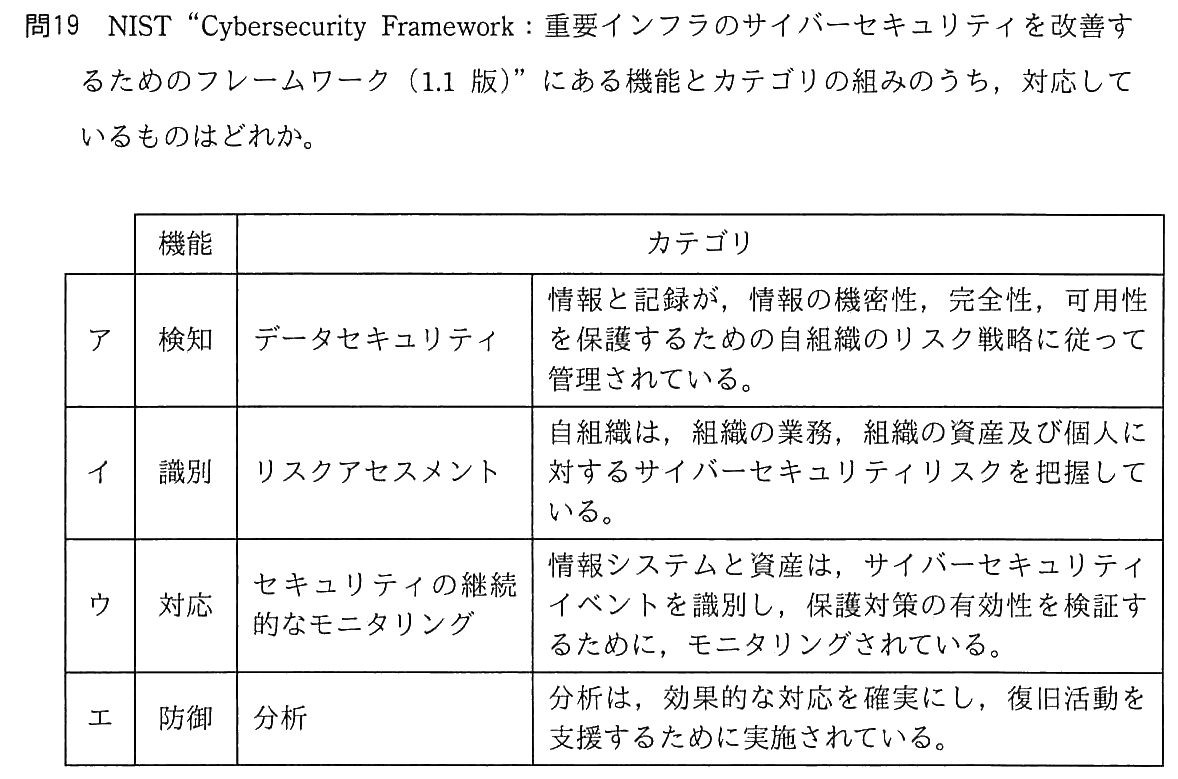 問19 NIST “Cybersecurity Framework：重要インフラのサイバーセキュリティを改善す
るためのフレームワーク（1.1 版）” にある機能とカテゴリの組みのうち，対応して
いるものはどれか。
機能 カテゴリ
ア 検知 データセキュリティ
情報と記録が，情報の機密性，完全性，可用性
を保護するための自組織のリスク戦略に従って
管理されている。
イ 識別 リスクアセスメント
自組織は，組織の業務，組織の資産及び個人に
対するサイバーセキュリティリスクを把握して
いる。
ウ 対応 セキュリティの継続
的なモニタリング
情報システムと資産は，サイバーセキュリティ
イベントを識別し，保護対策の有効性を検証す
るために，モニタリングされている。
エ 防御 分析
分析は，効果的な対応を確実にし，復旧活動を
支援するために実施されている。